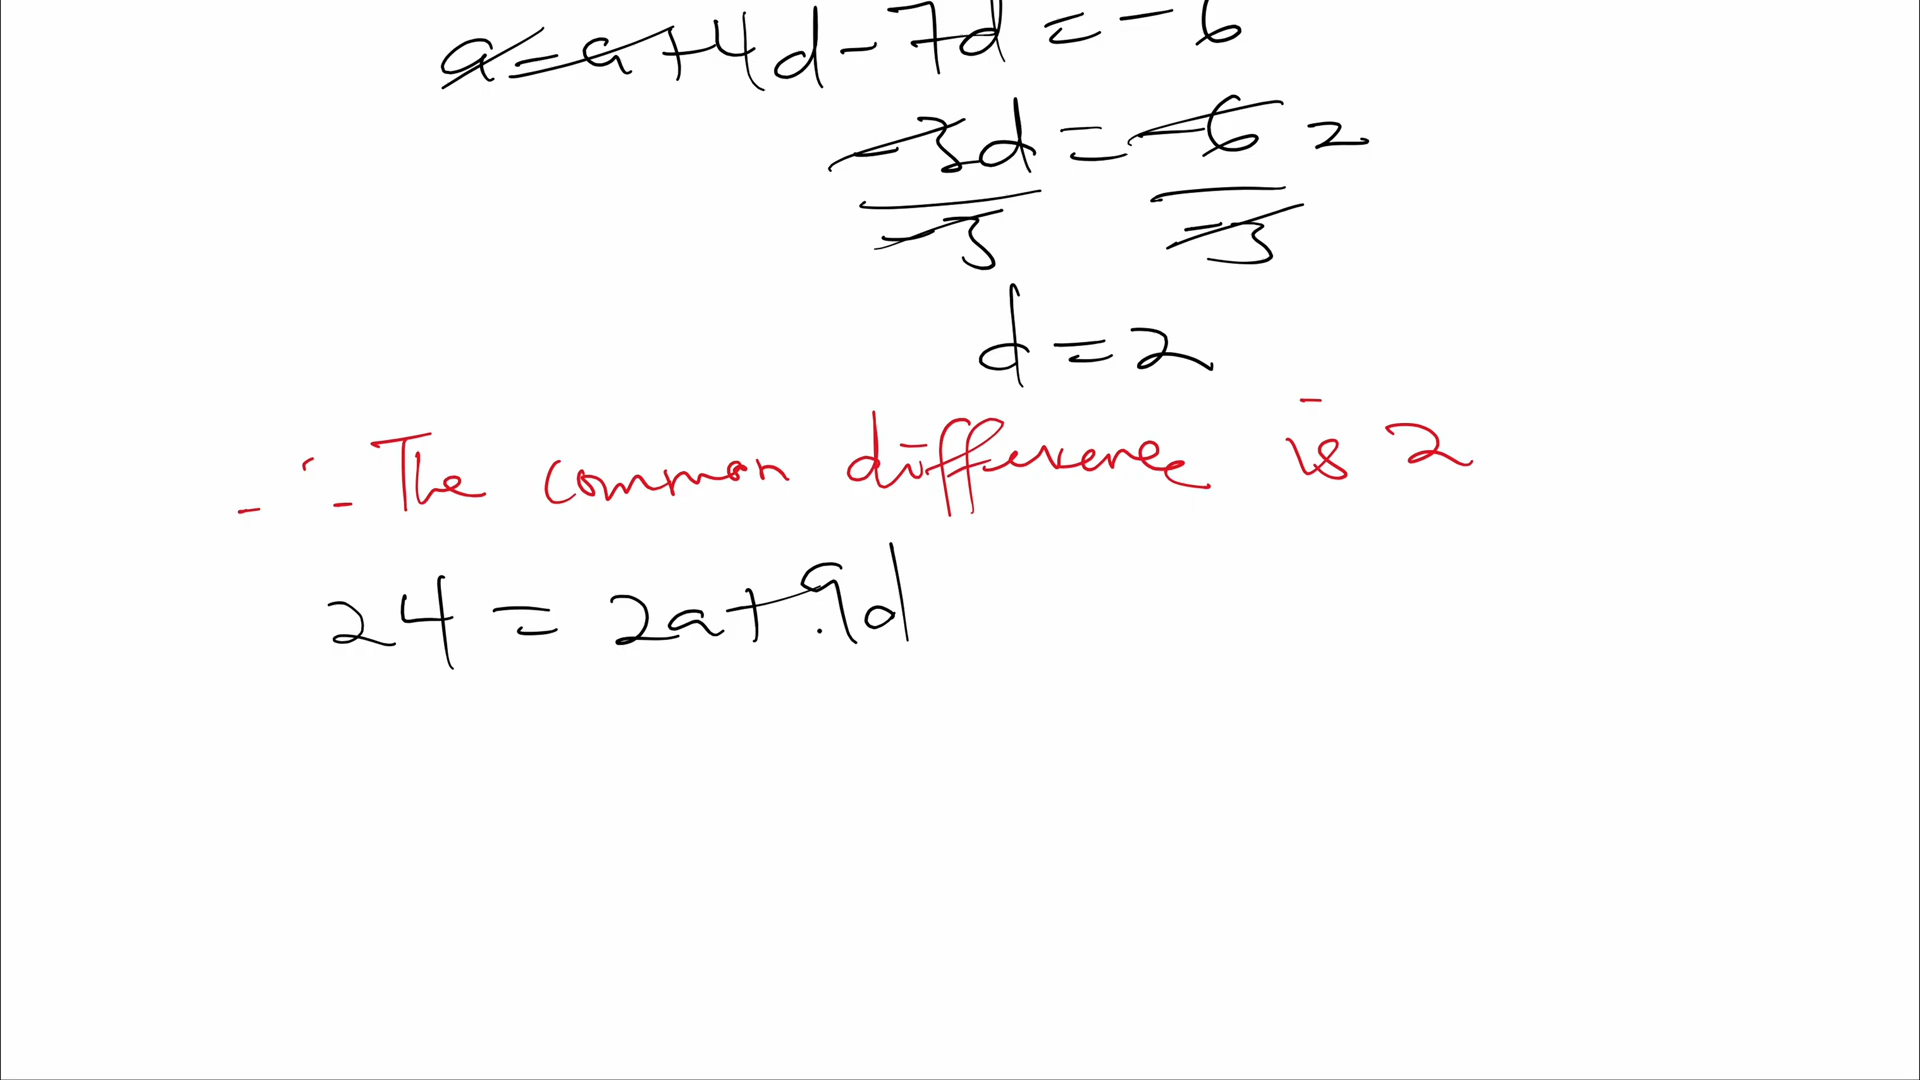 a=a+4d-7d=-6
-3d=-6 2
-3 -3
d=2
∴ The common difference is 2
24 = 2a+9d